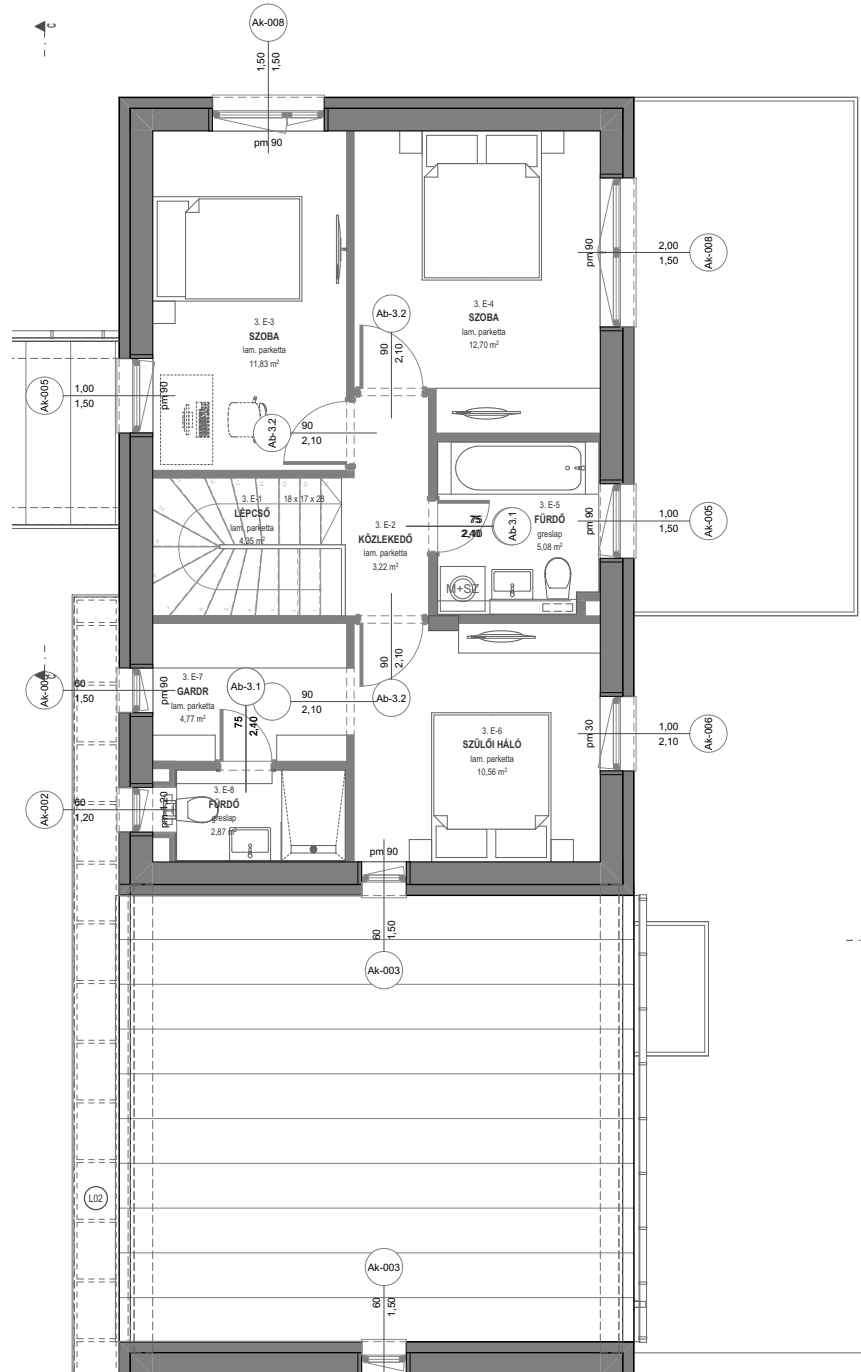 c
Ak-008
1,50
1,50
pm 90
3. E-3
SZOBA
lam. parketta
11,83 m²
3. E-4
SZOBA
lam. parketta
12,70 m²
pm 90
2,00
1,50
Ak-008
Ab-3.2
90
2,10
Ak-005
1,00
1,50
pm 90
Ab-3.2
90
2,10
3. E-1
18 x 17 x 28
LÉPCSŐ
lam. parketta
4,35 m²
3. E-2
KÖZLEKEDŐ
lam. parketta
3,22 m²
75
2,40
Ab-3.1
3. E-5
FÜRDŐ
greslap
5,08 m²
pm 90
1,00
1,50
Ak-005
M+SZ
c
60
1,50
pm 90
3. E-7
GARDR
lam. parketta
4,77 m²
Ab-3.1
75
2,40
90
2,10
90
2,10
Ab-3.2
3. E-6
SZÜLŐI HÁLÓ
lam. parketta
10,56 m²
pm 30
1,00
2,10
Ak-006
Ak-002
60
1,20
pm 1,20
3. E-8
FÜRDŐ
greslap
2,87 m²
pm 90
60
1,50
Ak-003
L02
Ak-003
60
1,50